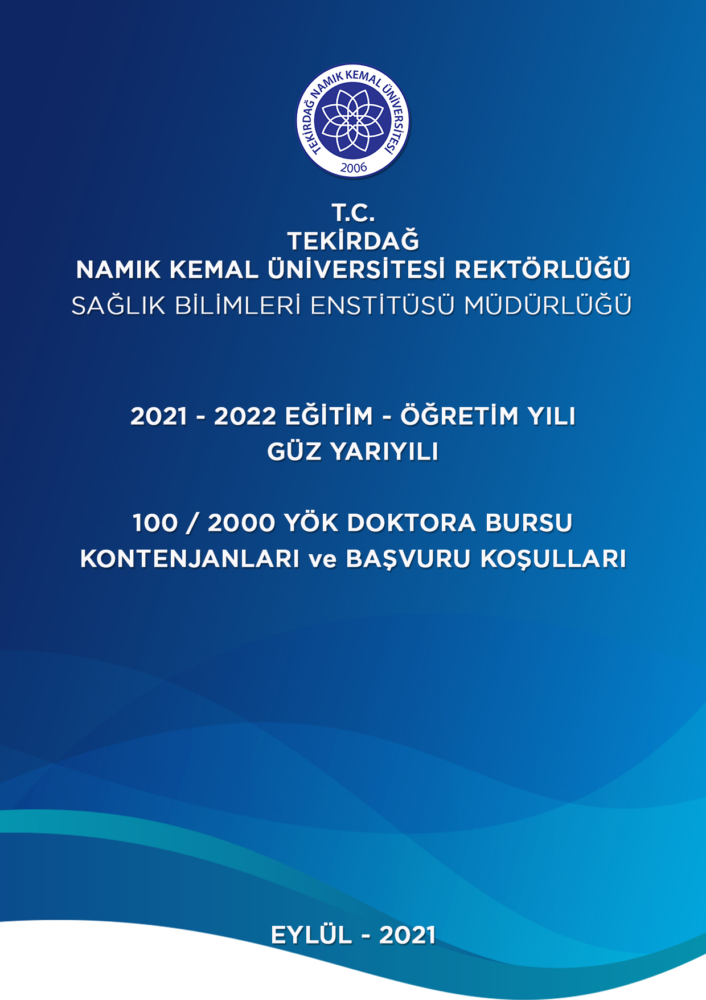 TEKİRDAĞ NAMIK KEMAL ÜNİVERSİTESİ
2006
T.C.
TEKİRDAĞ
NAMIK KEMAL ÜNİVERSİTESİ REKTÖRLÜĞÜ
SAĞLIK BİLİMLERİ ENSTİTÜSÜ MÜDÜRLÜĞÜ
2021 - 2022 EĞİTİM - ÖĞRETİM YILI
GÜZ YARIYILI
100 / 2000 YÖK DOKTORA BURSU
KONTENJANLARI ve BAŞVURU KOŞULLARI
EYLÜL - 2021